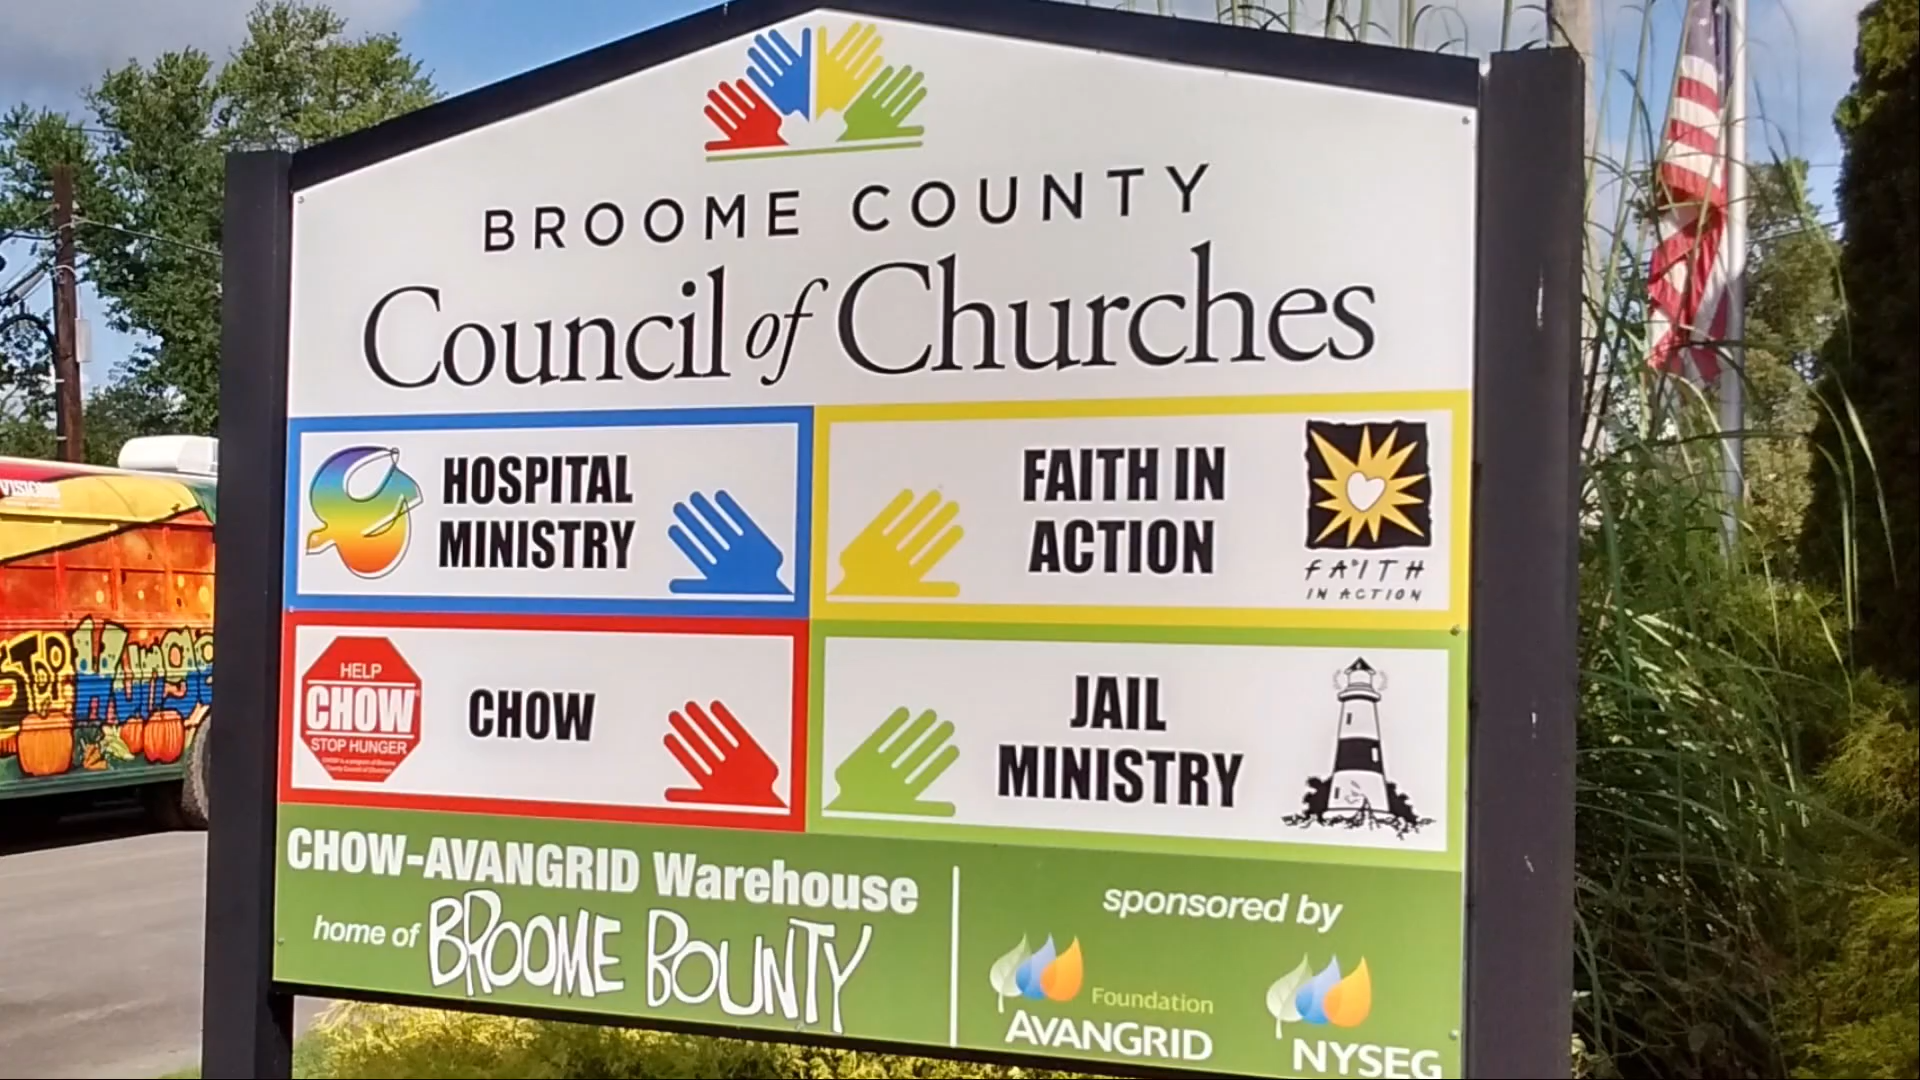 BROOME COUNTY
Council of Churches
HOSPITAL
MINISTRY
FAITH IN
ACTION
FAITH
IN ACTION
HELP
CHOW
STOP HUNGER
CHOW
JAIL
MINISTRY
CHOW-AVANGRID Warehouse
home of BROOME BOUNTY
sponsored by
Foundation
AVANGRID
NYSEG